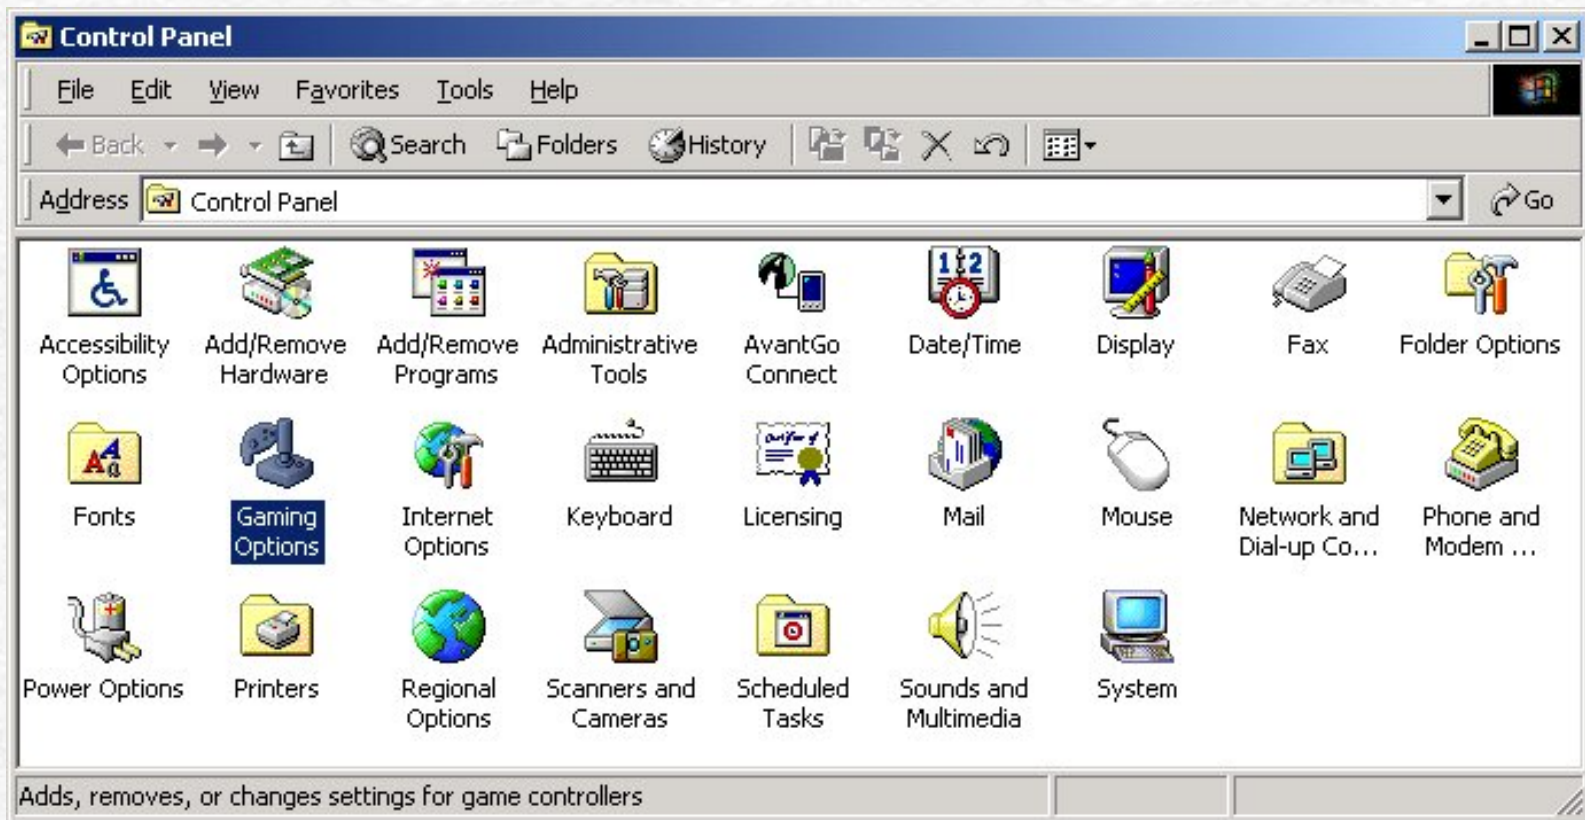 Control Panel
File Edit View Favorites Tools Help
Back Search Folders History
Address Control Panel Go
Accessibility Options
Add/Remove Hardware
Add/Remove Programs
Administrative Tools
AvantGo Connect
Date/Time
Display
Fax
Folder Options
Fonts
Gaming Options
Internet Options
Keyboard
Licensing
Mail
Mouse
Network and Dial-up Co...
Phone and Modem ...
Power Options
Printers
Regional Options
Scanners and Cameras
Scheduled Tasks
Sounds and Multimedia
System
Adds, removes, or changes settings for game controllers